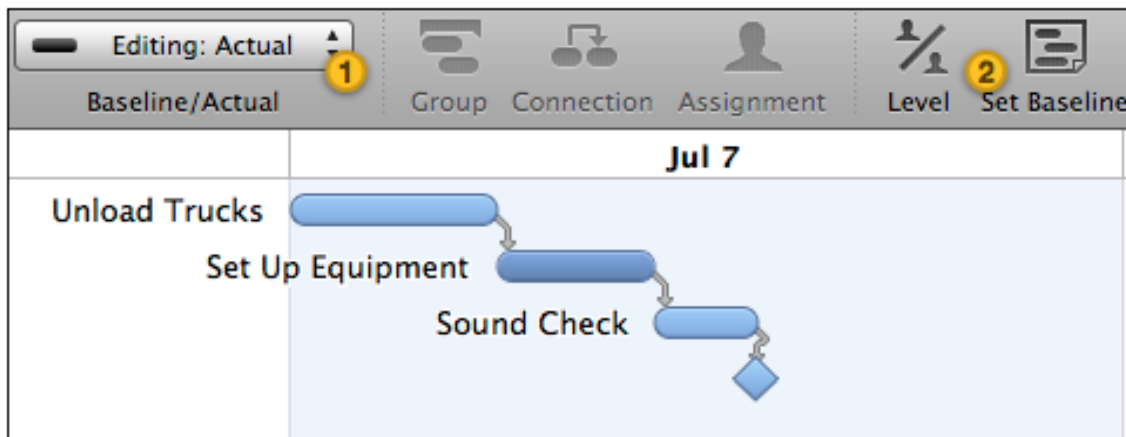 Editing: Actual
1
2
Baseline/Actual
Group
Connection
Assignment
Level
Set Baseline
Jul 7
Unload Trucks
Set Up Equipment
Sound Check